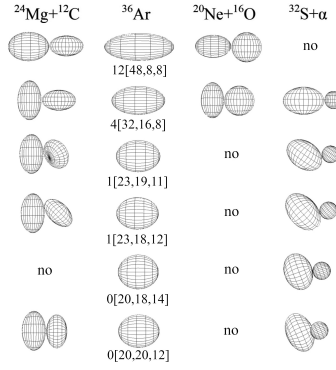 ²⁴Mg+¹²C ³⁶Ar ²⁰Ne+¹⁶O ³²S+α
no
12[48,8,8]
4[32,16,8]
no
1[23,19,11]
no
1[23,18,12]
no no
0[20,18,14]
no
0[20,20,12]